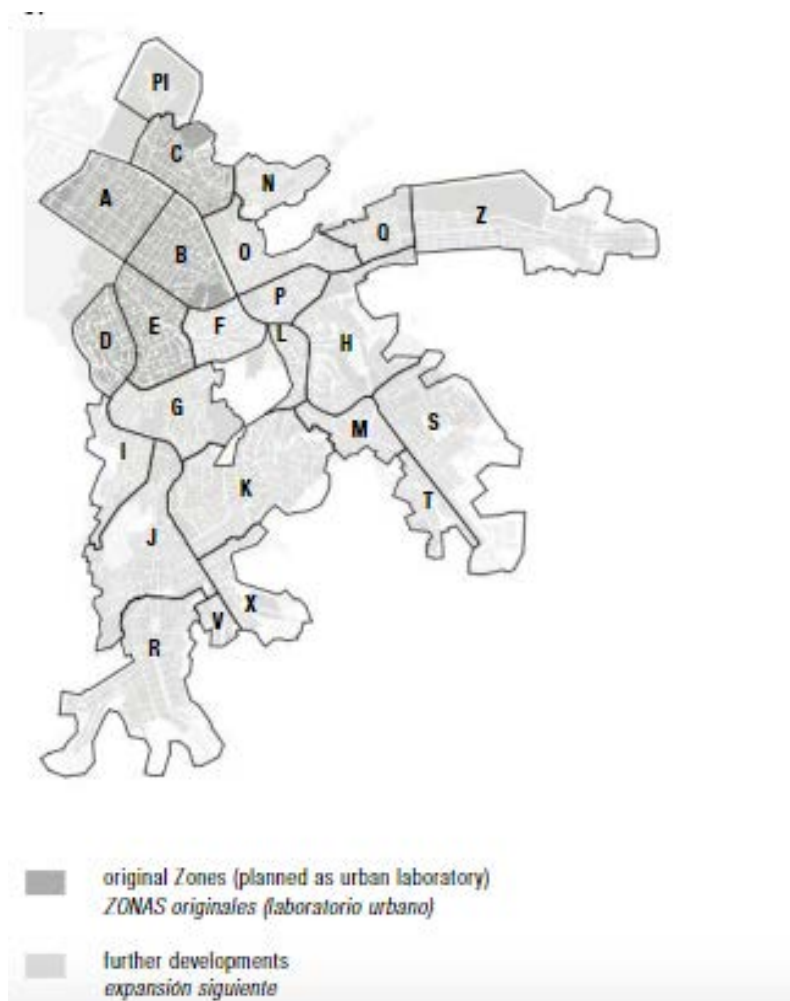 PI
C
N
A
Z
Q
B
O
P
E
F
L
D
H
G
S
M
I
K
T
J
X
V
R
original Zones (planned as urban laboratory)
ZONAS originales (laboratorio urbano)
further developments
expansión siguiente